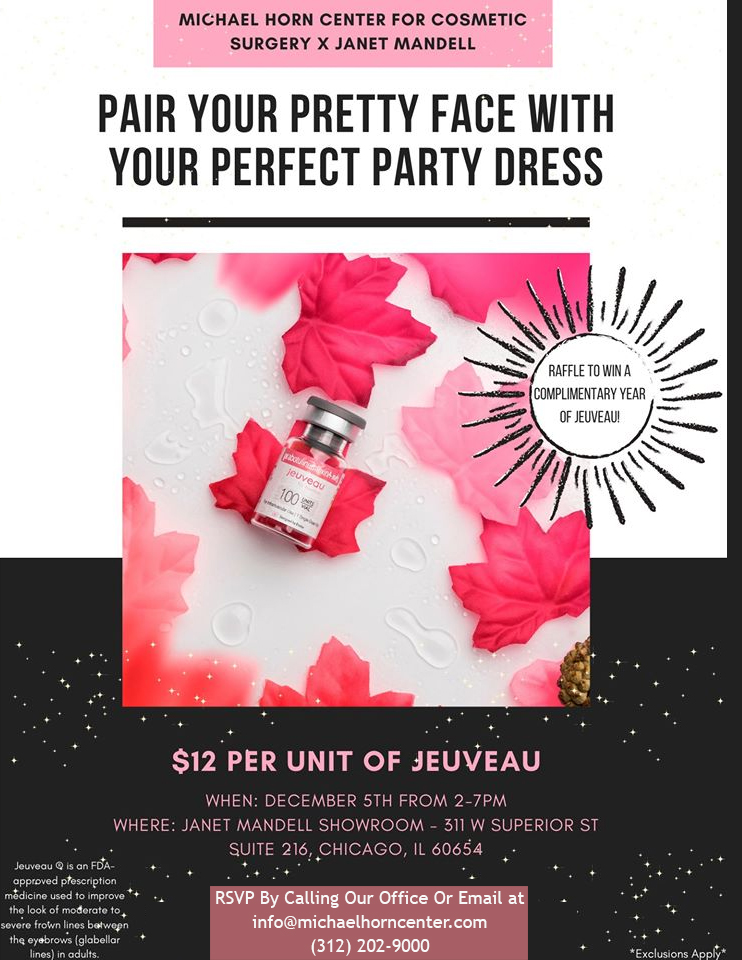 MICHAEL HORN CENTER FOR COSMETIC
SURGERY X JANET MANDELL
PAIR YOUR PRETTY FACE WITH
YOUR PERFECT PARTY DRESS
RAFFLE TO WIN A
COMPLIMENTARY YEAR
OF JEUVEAU!
jeuveau
100 UNITS
VIAL
$12 PER UNIT OF JEUVEAU
WHEN: DECEMBER 5TH FROM 2-7PM
WHERE: JANET MANDELL SHOWROOM - 311 W SUPERIOR ST
SUITE 216, CHICAGO, IL 60654
Jeuveau ® is an FDA-
approved prescription
medicine used to improve
the look of moderate to
severe frown lines between
the eyebrows (glabellar
lines) in adults.
RSVP By Calling Our Office Or Email at
info@michaelhorncenter.com
(312) 202-9000
*Exclusions Apply*